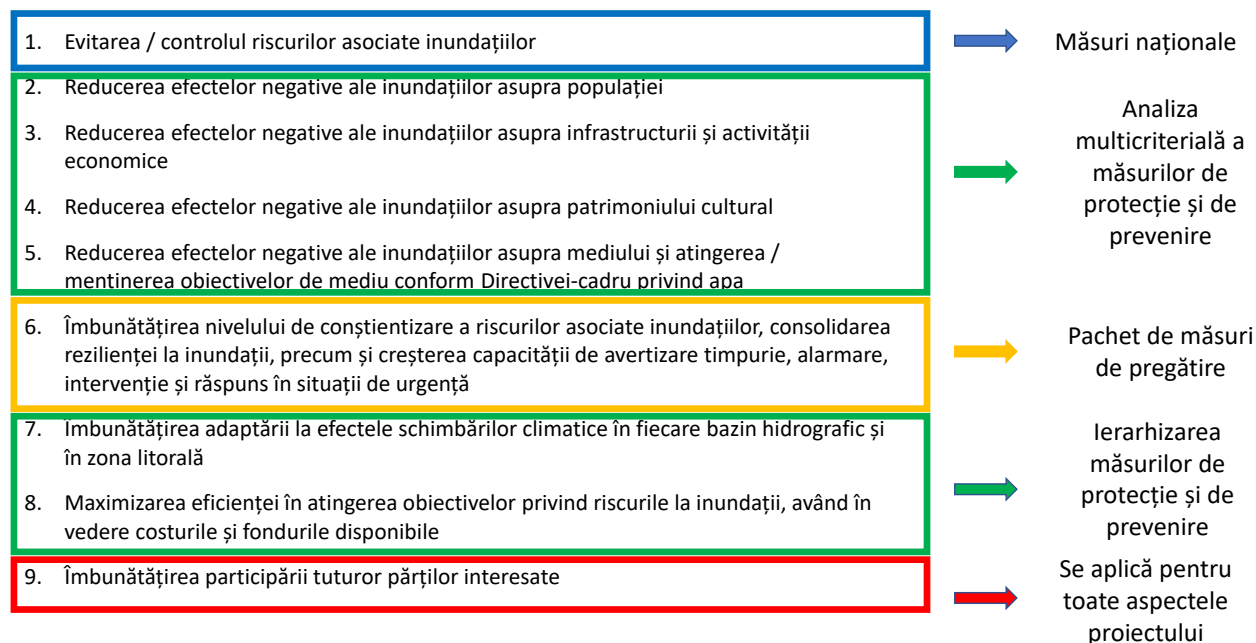 1. Evitarea / controlul riscurilor asociate inundațiilor
Măsuri naționale
2. Reducerea efectelor negative ale inundațiilor asupra populației
3. Reducerea efectelor negative ale inundațiilor asupra infrastructurii și activității
economice
4. Reducerea efectelor negative ale inundațiilor asupra patrimoniului cultural
5. Reducerea efectelor negative ale inundațiilor asupra mediului și atingerea /
mentinerea obiectivelor de mediu conform Directivei-cadru privind apa
Analiza
multicriterială a
măsurilor de
protecție și de
prevenire
6. Îmbunătățirea nivelului de conștientizare a riscurilor asociate inundațiilor, consolidarea
rezilienței la inundații, precum și creșterea capacității de avertizare timpurie, alarmare,
intervenție și răspuns în situații de urgență
Pachet de măsuri
de pregătire
7. Îmbunătățirea adaptării la efectele schimbărilor climatice în fiecare bazin hidrografic și
în zona litorală
8. Maximizarea eficienței în atingerea obiectivelor privind riscurile la inundații, având în
vedere costurile și fondurile disponibile
Ierarhizarea
măsurilor de
protecție și de
prevenire
9. Îmbunătățirea participării tuturor părților interesate
Se aplică pentru
toate aspectele
proiectului